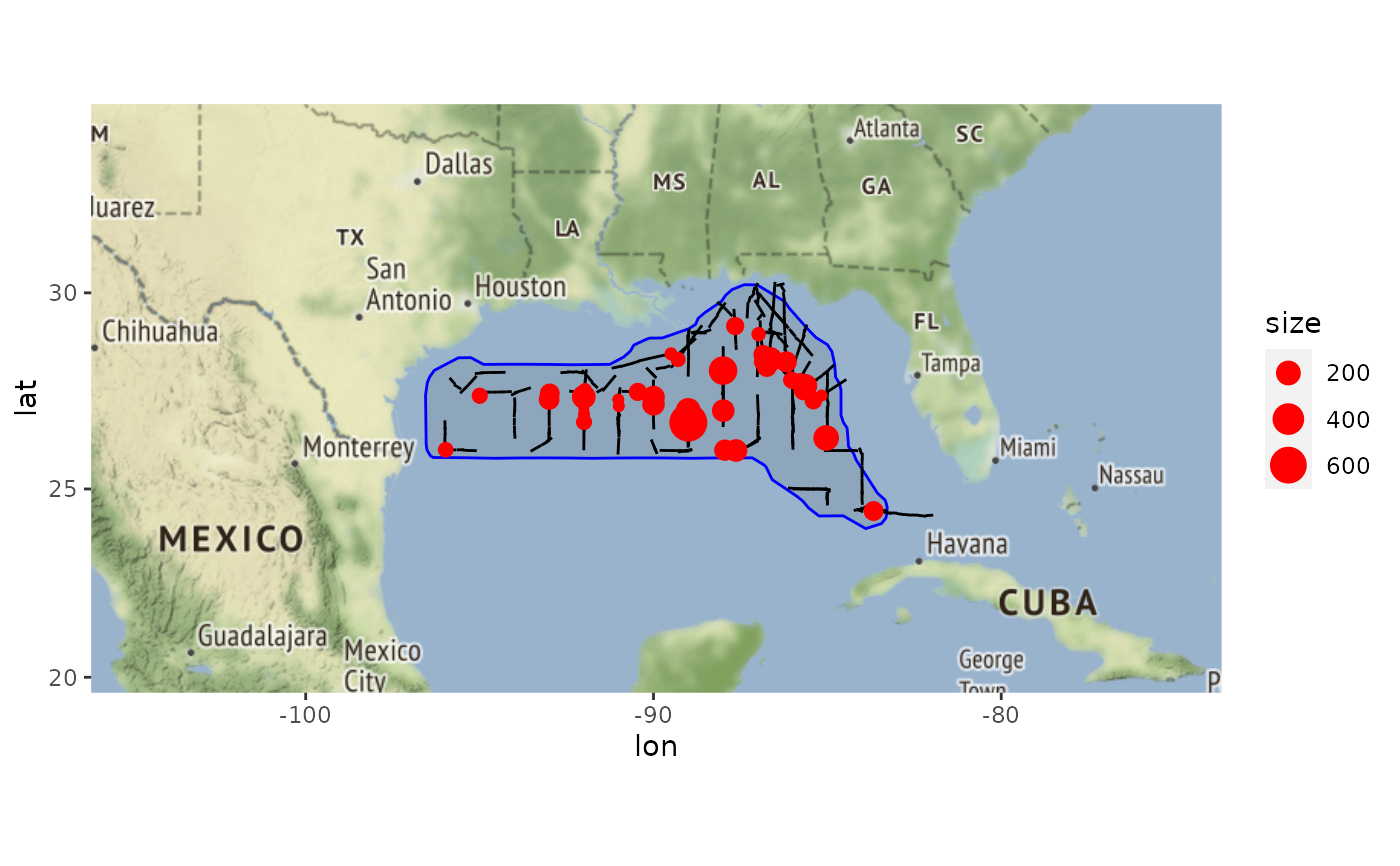 M
Atlanta
SC
Dallas
MS
AL
GA
Juarez
LA
TX
San
Antonio
Houston
30
Chihuahua
FL
size
Tampa
200
lat
400
Monterrey
Miami
600
Nassau
25
MEXICO
Havana
CUBA
Guadalajara
Mexico
City
George
Town
20
P
-100
-90
-80
lon